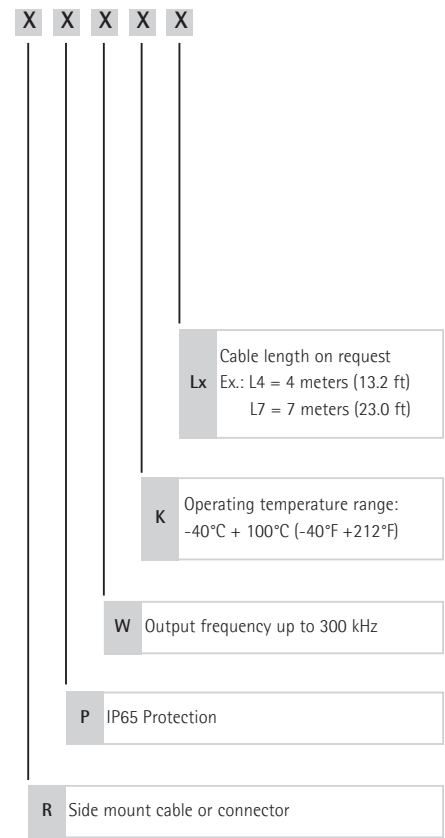 X X X X X
Cable length on request
Lx Ex.: L4 = 4 meters (13.2 ft)
L7 = 7 meters (23.0 ft)
K Operating temperature range:
-40°C + 100°C (-40°F +212°F)
W Output frequency up to 300 kHz
P IP65 Protection
R Side mount cable or connector